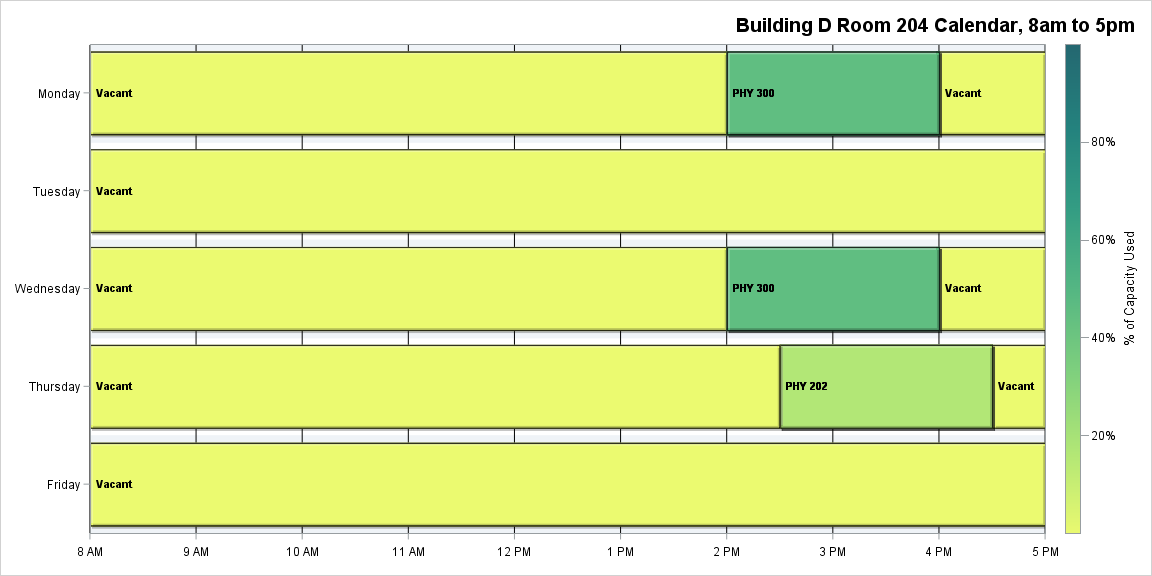 Building D Room 204 Calendar, 8am to 5pm
Monday Vacant PHY 300 Vacant
Tuesday Vacant
Wednesday Vacant PHY 300 Vacant
Thursday Vacant PHY 202 Vacant
Friday Vacant
8 AM 9 AM 10 AM 11 AM 12 PM 1 PM 2 PM 3 PM 4 PM 5 PM
80%
60%
40%
20%
% of Capacity Used